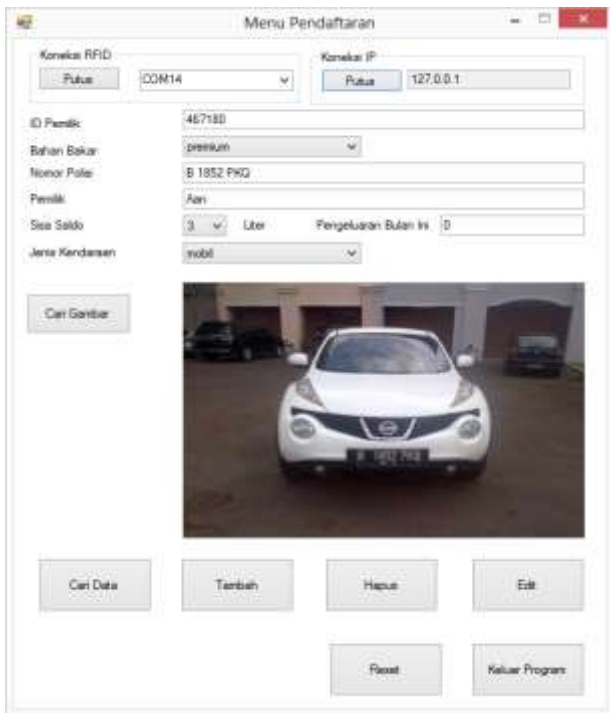 Menu Pendaftaran
Koneksi RFID
Putus COM14
Koneksi IP
Putus 127.0.0.1
ID Pemilik 467180
Bahan Bakar premium
Nomor Polisi B 1852 PKQ
Pemilik Aan
Sisa Saldo 3 Liter Pengeluaran Bulan Ini 0
Jenis Kendaraan mobil
Cari Gambar
B 1852 PKQ
Cari Data Tambah Hapus Edit
Reset Keluar Program